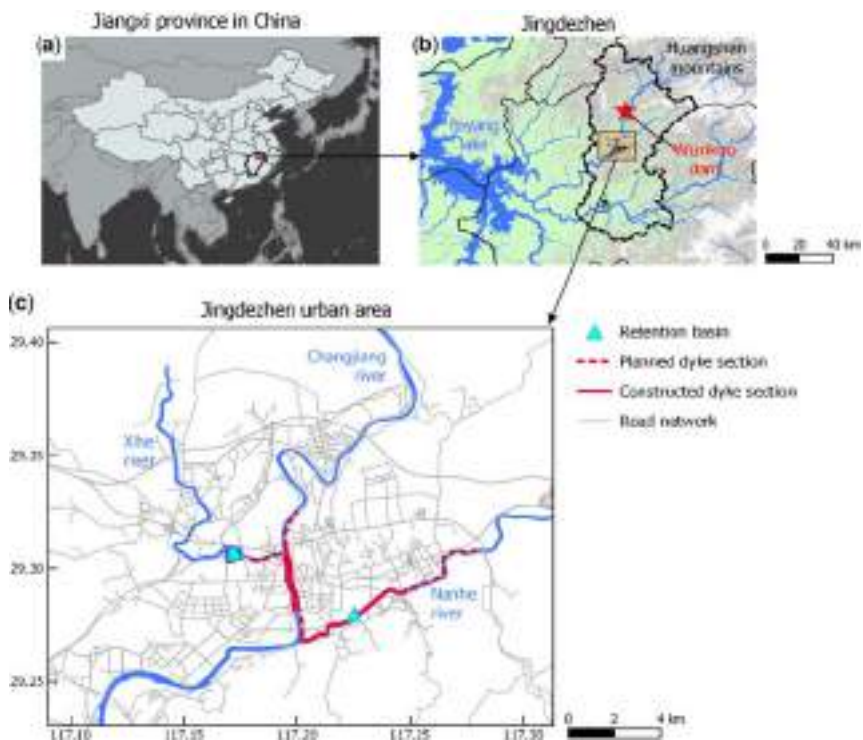 Jiangxi province in China
Jingdezhen
(a)
(b)
Huangshan
mountains
Poyang
lake
Wunkou
dam
0 20 40 km
(c)
Jingdezhen urban area
29.40
29.35
29.30
29.25
Changjiang
river
Xihe
river
Nanhe
river
Retention basin
Planned dyke section
Constructed dyke section
Road network
117.10
117.15
117.20
117.25
117.30
0 2 4 km